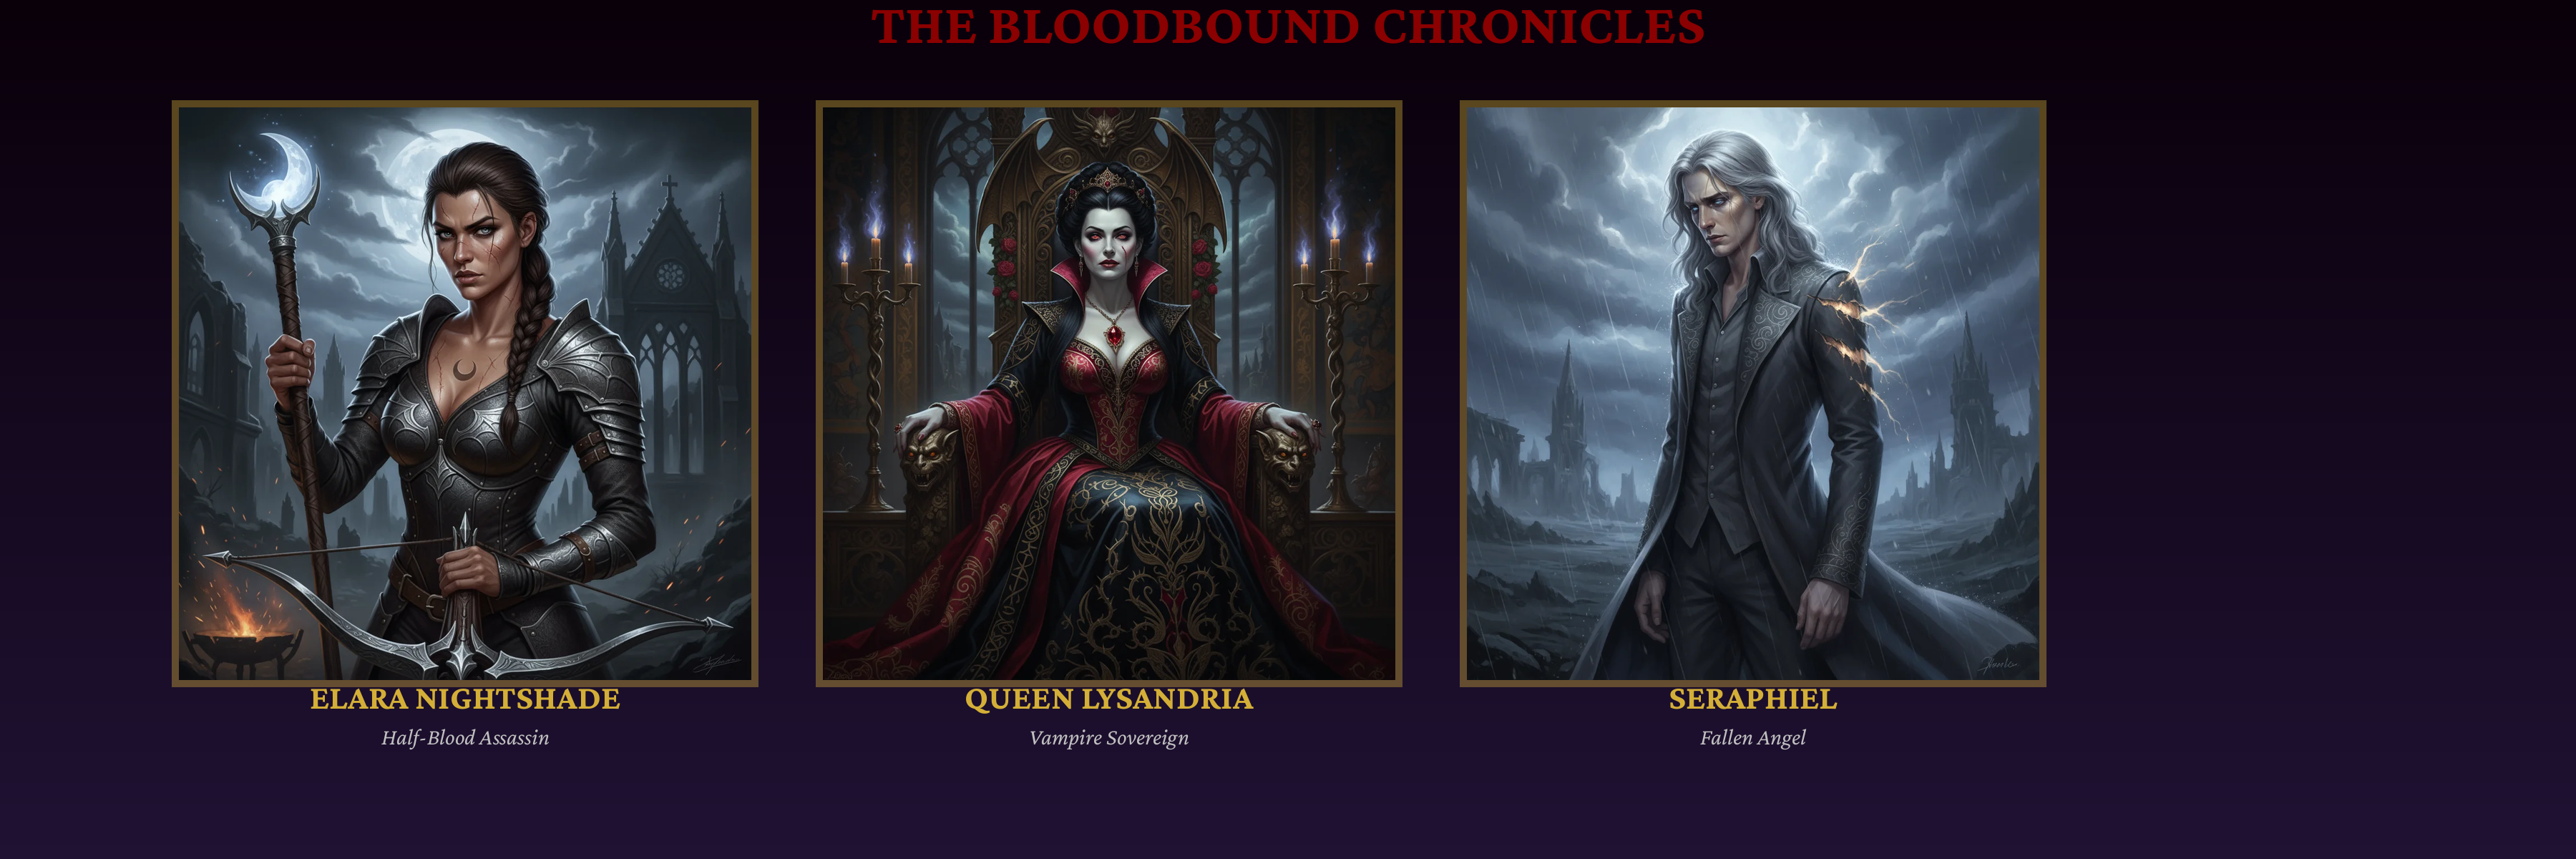 THE BLOODBOUND CHRONICLES
ELARA NIGHTSHADE
Half-Blood Assassin
QUEEN LYSANDRIA
Vampire Sovereign
SERAPHIEL
Fallen Angel